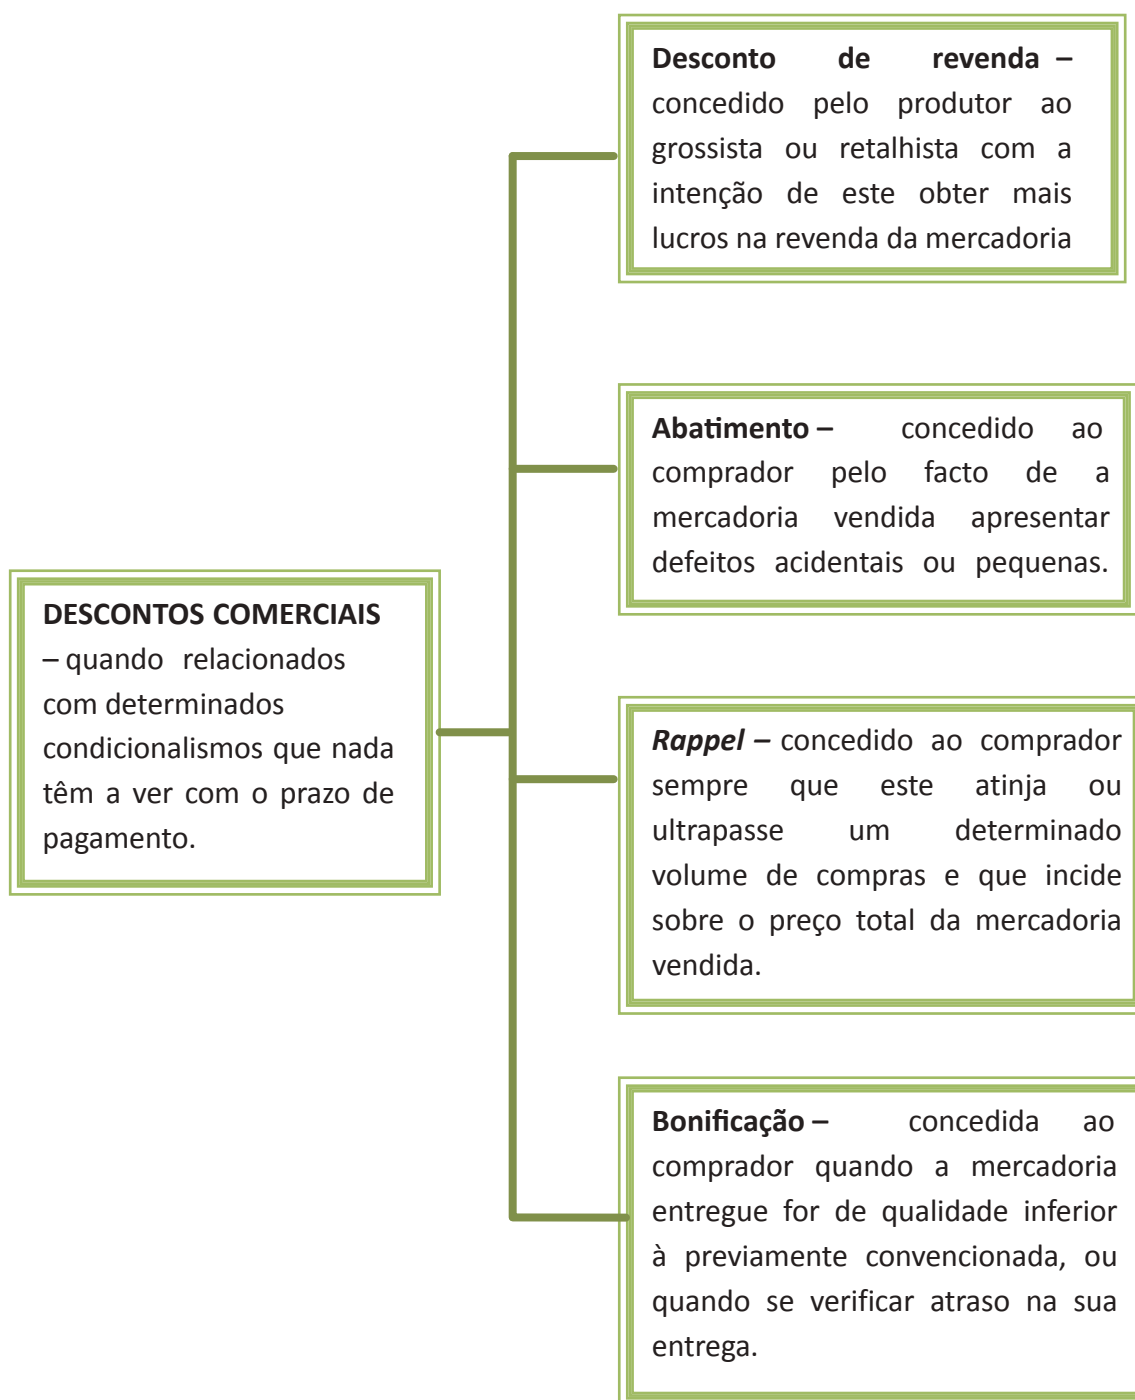 Desconto de revenda –
concedido pelo produtor ao
grossista ou retalhista com a
intenção de este obter mais
lucros na revenda da mercadoria
Abatimento – concedido ao
comprador pelo facto de a
mercadoria vendida apresentar
defeitos acidentais ou pequenas.
DESCONTOS COMERCIAIS
– quando relacionados
com determinados
condicionalismos que nada
têm a ver com o prazo de
pagamento.
Rappel – concedido ao comprador
sempre que este atinja ou
ultrapasse um determinado
volume de compras e que incide
sobre o preço total da mercadoria
vendida.
Bonificação – concedida ao
comprador quando a mercadoria
entregue for de qualidade inferior
à previamente convencionada, ou
quando se verificar atraso na sua
entrega.